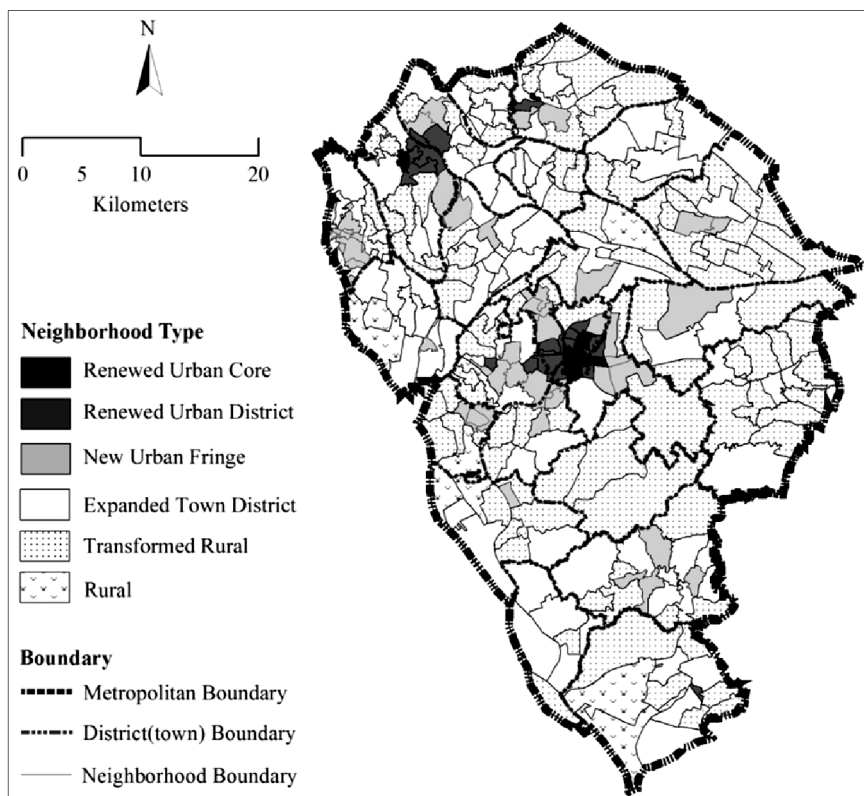 N
0 5 10 20
Kilometers
Neighborhood Type
Renewed Urban Core
Renewed Urban District
New Urban Fringe
Expanded Town District
Transformed Rural
Rural
Boundary
Metropolitan Boundary
District(town) Boundary
Neighborhood Boundary